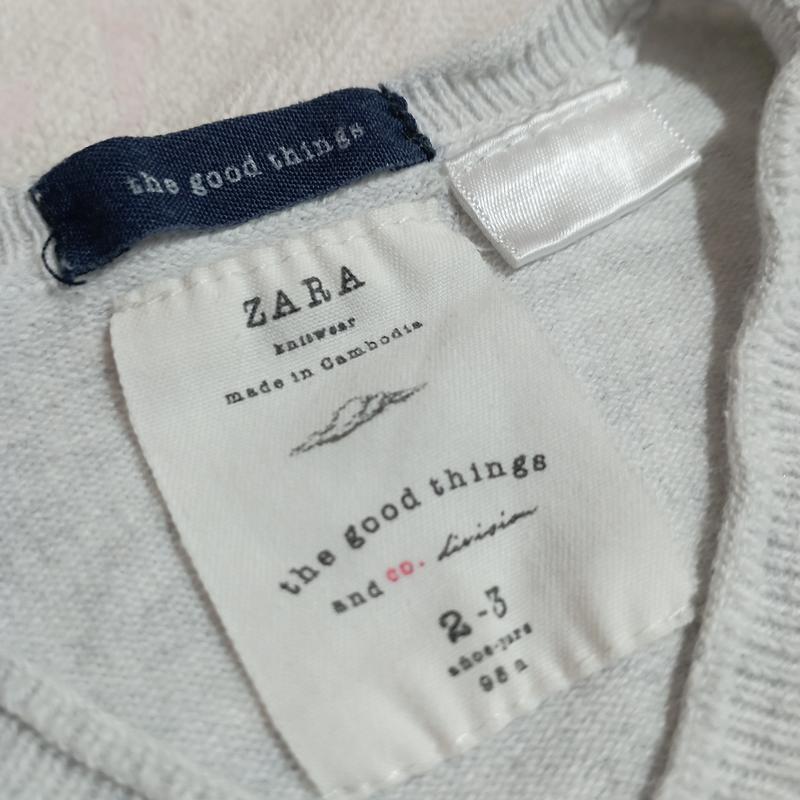 the good things
ZARA
knitwear
made in Cambodia
the good things
and co. division
2-3
años-yrs
98